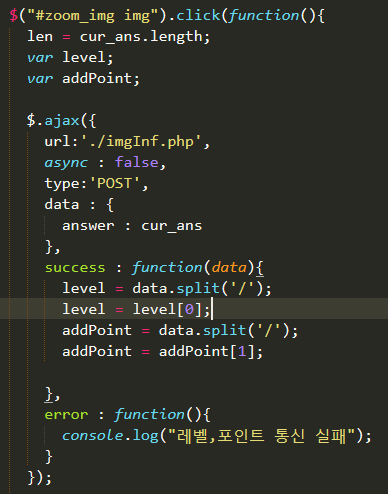 $("#zoom_img img").click(function(){
len = cur_ans.length;
var level;
var addPoint;
$.ajax({
url:'./imgInf.php',
async : false,
type:'POST',
data : {
answer : cur_ans
},
success : function(data){
level = data.split('/');
level = level[0];
addPoint = data.split('/');
addPoint = addPoint[1];
},
error : function(){
console.log("레벨,포인트 통신 실패");
}
});